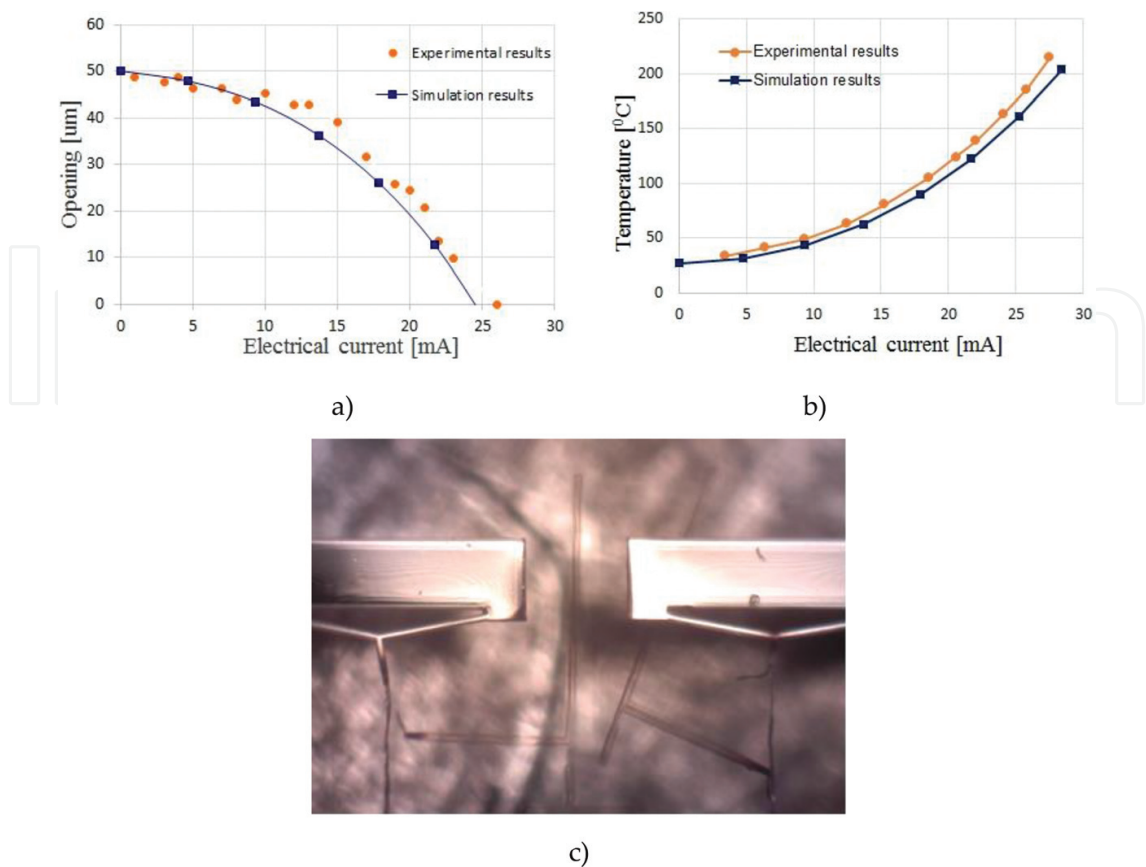 60
50
40
30
20
10
0
Opening [um]
Experimental results
Simulation results
0 5 10 15 20 25 30
Electrical current [mA]
a)
250
200
150
100
50
0
Temperature [⁰C]
Experimental results
Simulation results
0 5 10 15 20 25 30
Electrical current [mA]
b)
c)